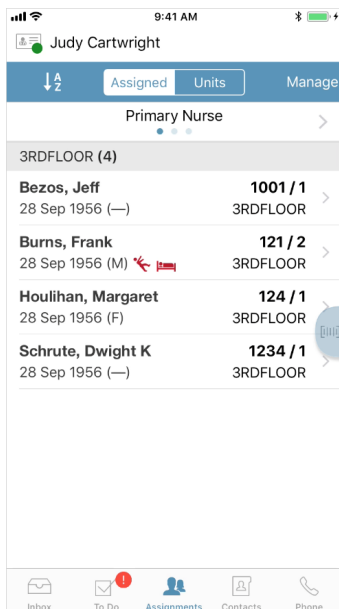 9:41 AM
Judy Cartwright
A
Z
Assigned
Units
Manage
Primary Nurse
3RDFLOOR (4)
Bezos, Jeff 1001 / 1
28 Sep 1956 (—) 3RDFLOOR
Burns, Frank 121 / 2
28 Sep 1956 (M) 3RDFLOOR
Houlihan, Margaret 124 / 1
28 Sep 1956 (F) 3RDFLOOR
Schrute, Dwight K 1234 / 1
28 Sep 1956 (—) 3RDFLOOR
Inbox To Do Assignments Contacts Phone